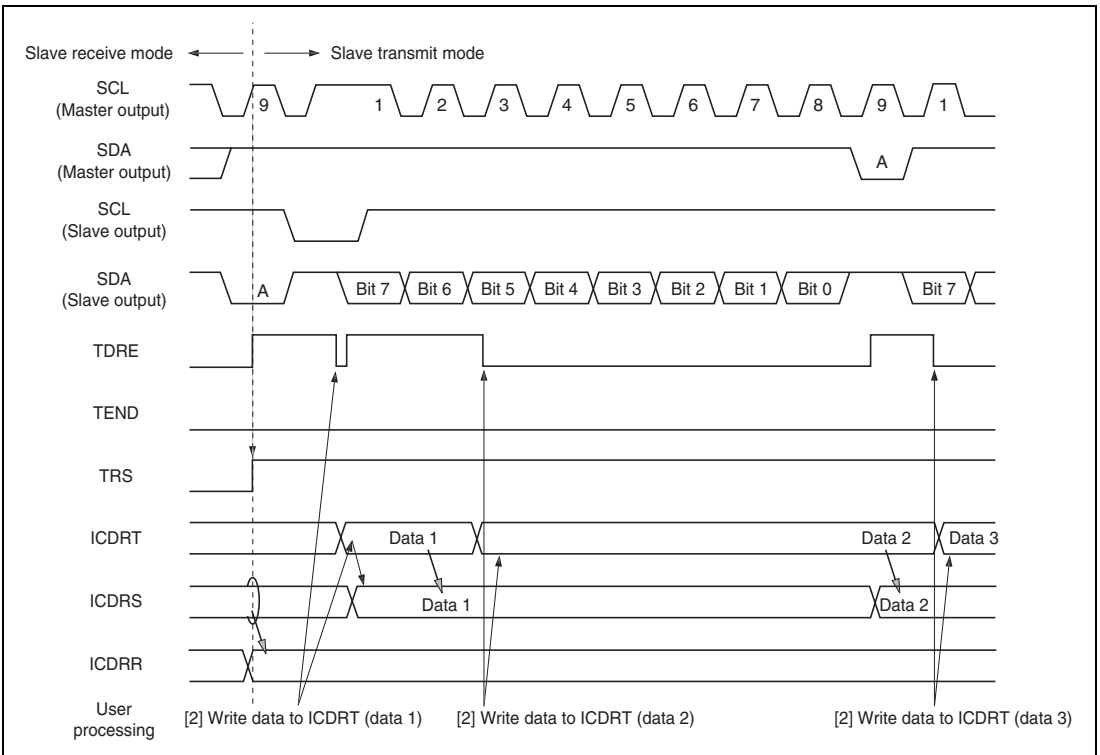 Slave receive mode Slave transmit mode
SCL
(Master output)
9 1 2 3 4 5 6 7 8 9 1
SDA
(Master output)
A
SCL
(Slave output)
SDA
(Slave output)
A Bit 7 Bit 6 Bit 5 Bit 4 Bit 3 Bit 2 Bit 1 Bit 0 Bit 7
TDRE
TEND
TRS
ICDRT
Data 1 Data 2 Data 3
ICDRS
Data 1 Data 2
ICDRR
User
processing
[2] Write data to ICDRT (data 1) [2] Write data to ICDRT (data 2) [2] Write data to ICDRT (data 3)